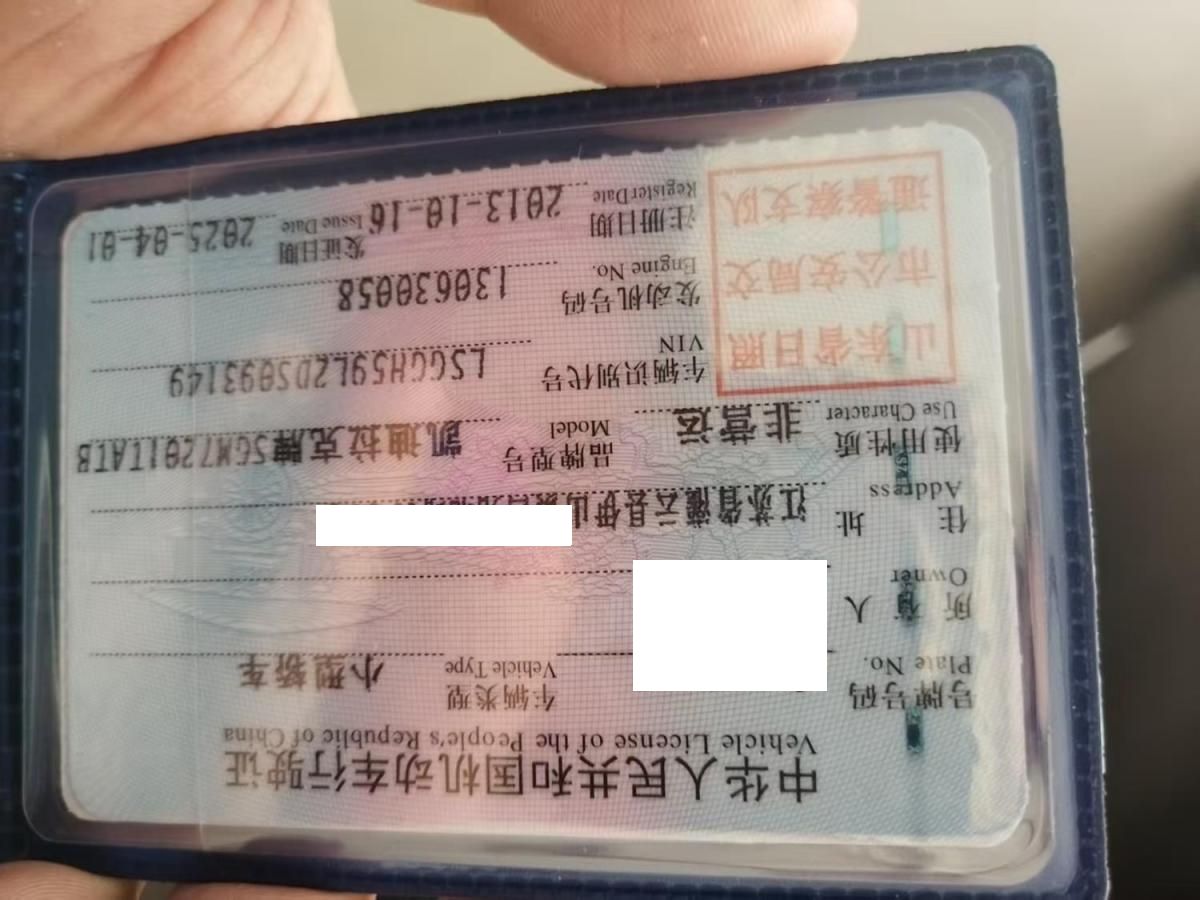 中华人民共和国机动车行驶证
Vehicle License of the People's Republic of China
号牌号码 车辆类型 小型轿车
Plate No. Vehicle Type
所有人
Owner
住址 江苏省灌云县伊山
Address
使用性质 非营运 品牌型号 凯迪拉克牌SGM7201TATB
Use Character Model
山东省日照
市公安局交
通警察支队
车辆识别代号 LSGGH59L2DS093149
VIN
发动机号码 130630058
Engine No.
注册日期 2013-10-16 发证日期 2025-04-01
Register Date Issue Date